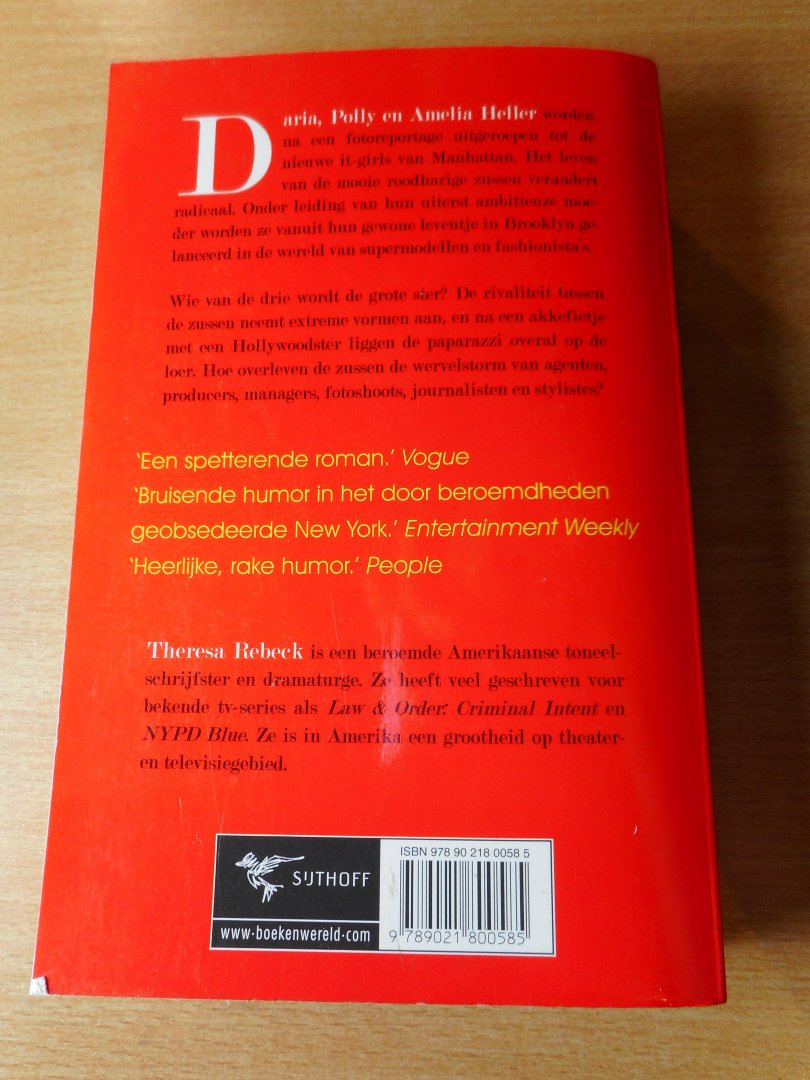 Daria, Polly en Amelia Heller worden
na een fotoreportage uitgeroepen tot de
nieuwe it-girls van Manhattan. Het leven
van de mooie roodharige zussen verandert
radicaal. Onder leiding van hun uiterst ambitieuze moe-
der worden ze vanuit hun gewone leventje in Brooklyn ge-
lanceerd in de wereld van supermodellen en fashionista's.
Wie van de drie wordt de grote ster? De rivaliteit tussen
de zussen neemt extreme vormen aan, en na een akkefietje
met een Hollywoodster liggen de paparazzi overal op de
loer. Hoe overleven de zussen de wervelstorm van agenten,
producers, managers, fotoshoots, journalisten en stylistes?
'Een spetterende roman.' Vogue
'Bruisende humor in het door beroemdheden
geobsedeerde New York.' Entertainment Weekly
'Heerlijke, rake humor.' People
Theresa Rebeck is een beroemde Amerikaanse toneel-
schrijfster en dramaturge. Ze heeft veel geschreven voor
bekende tv-series als Law & Order: Criminal Intent en
NYPD Blue. Ze is in Amerika een grootheid op theater-
en televisiegebied.
SIJTHOFF
www.boekenwereld.com
ISBN 978 90 218 0058 5
9 789021 800585